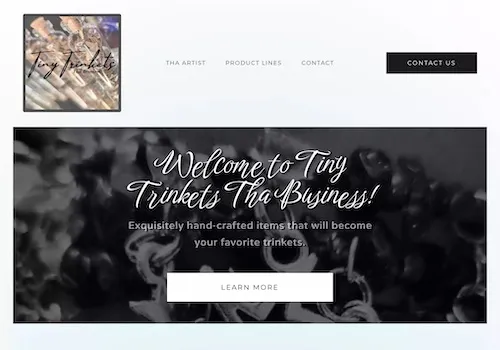 Tiny Trinkets
THA ARTIST
PRODUCT LINES
CONTACT
CONTACT US
Welcome to Tiny
Trinkets Tha Business!
Exquisitely hand-crafted items that will become
your favorite trinkets.
LEARN MORE